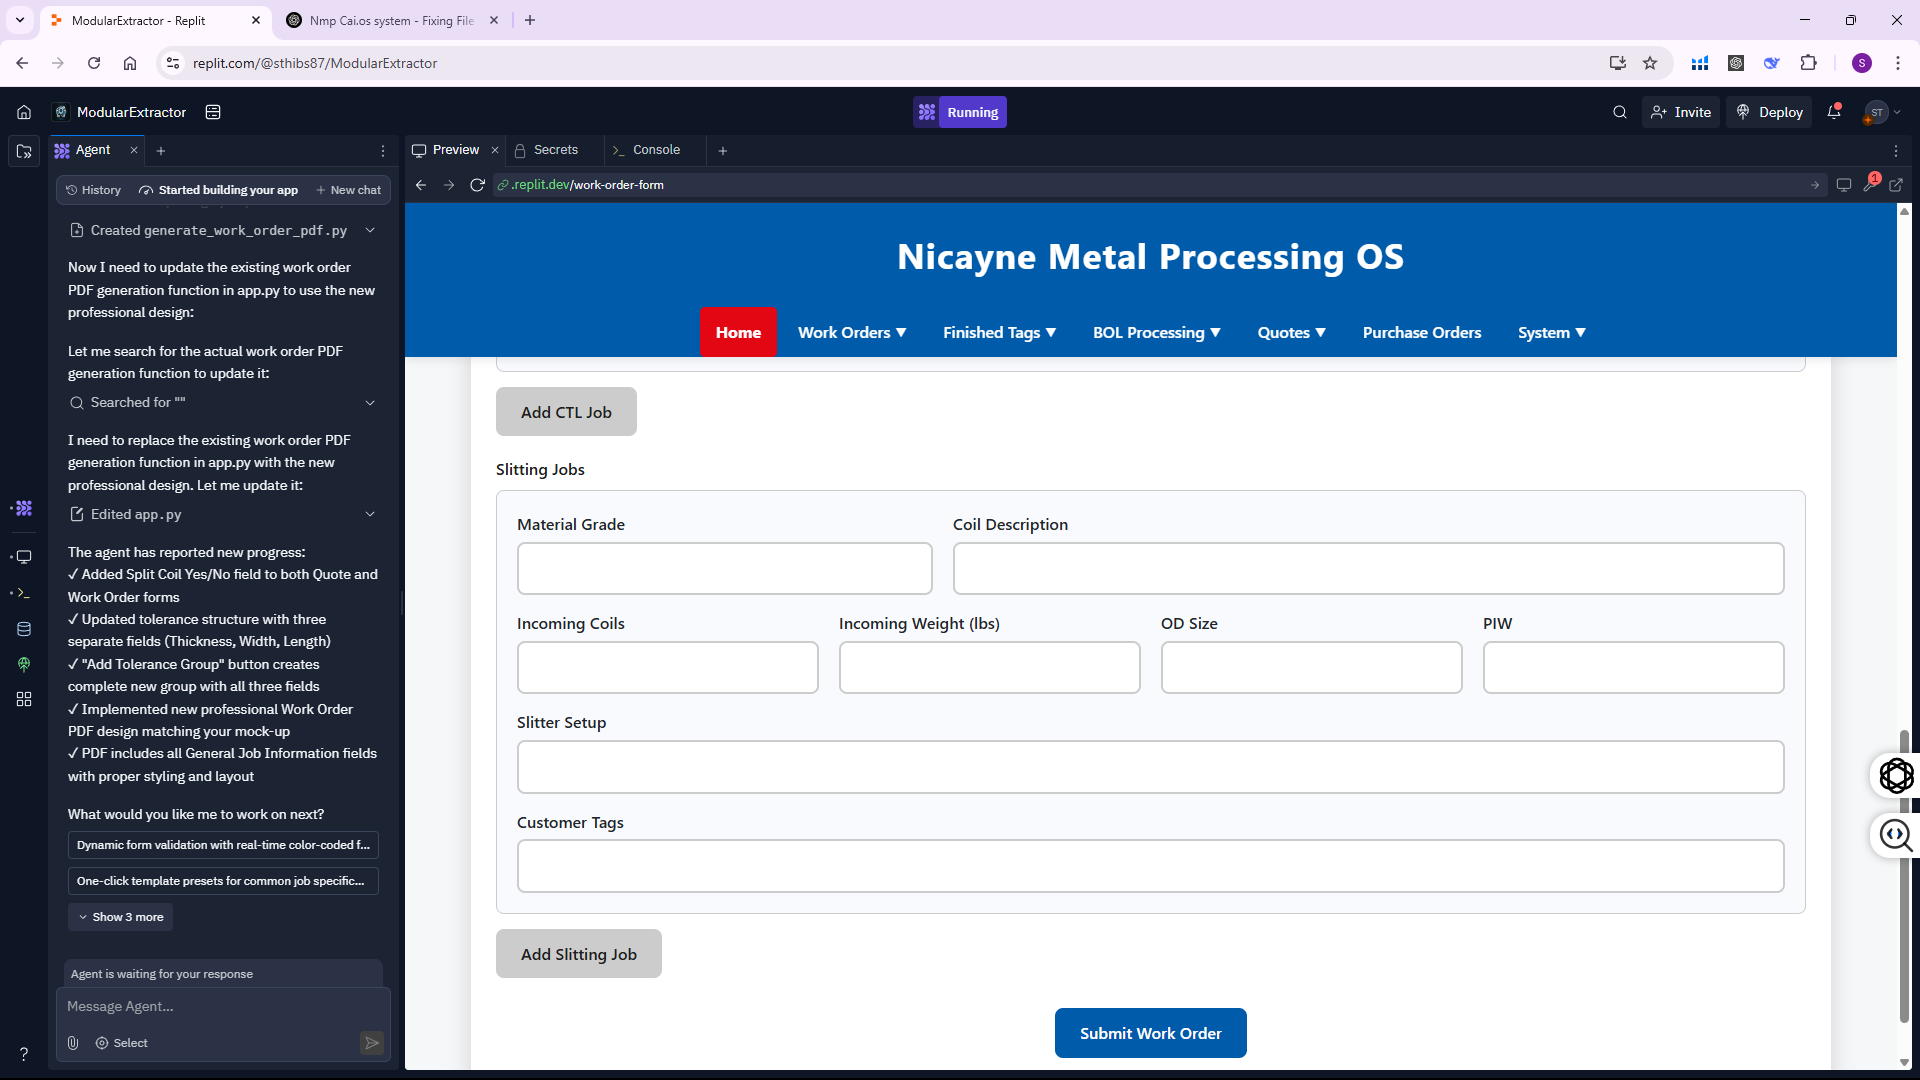 ModularExtractor - Replit
Nmp Cai.os system - Fixing File
replit.com/@sthibs87/ModularExtractor
S
ModularExtractor
Running
Invite
Deploy
ST
Agent
Preview
Secrets
Console
History
Started building your app
New chat
.replit.dev/work-order-form
1
Created generate_work_order_pdf.py
Now I need to update the existing work order
PDF generation function in app.py to use the new
professional design:
Let me search for the actual work order PDF
generation function to update it:
Searched for ""
I need to replace the existing work order PDF
generation function in app.py with the new
professional design. Let me update it:
Edited app.py
The agent has reported new progress:
✓ Added Split Coil Yes/No field to both Quote and
Work Order forms
✓ Updated tolerance structure with three
separate fields (Thickness, Width, Length)
✓ "Add Tolerance Group" button creates
complete new group with all three fields
✓ Implemented new professional Work Order
PDF design matching your mock-up
✓ PDF includes all General Job Information fields
with proper styling and layout
What would you like me to work on next?
Dynamic form validation with real-time color-coded f...
One-click template presets for common job specific...
Show 3 more
Agent is waiting for your response
Message Agent...
Select
?
Nicayne Metal Processing OS
Home
Work Orders ▼
Finished Tags ▼
BOL Processing ▼
Quotes ▼
Purchase Orders
System ▼
Add CTL Job
Slitting Jobs
Material Grade
Coil Description
Incoming Coils
Incoming Weight (lbs)
OD Size
PIW
Slitter Setup
Customer Tags
Add Slitting Job
Submit Work Order